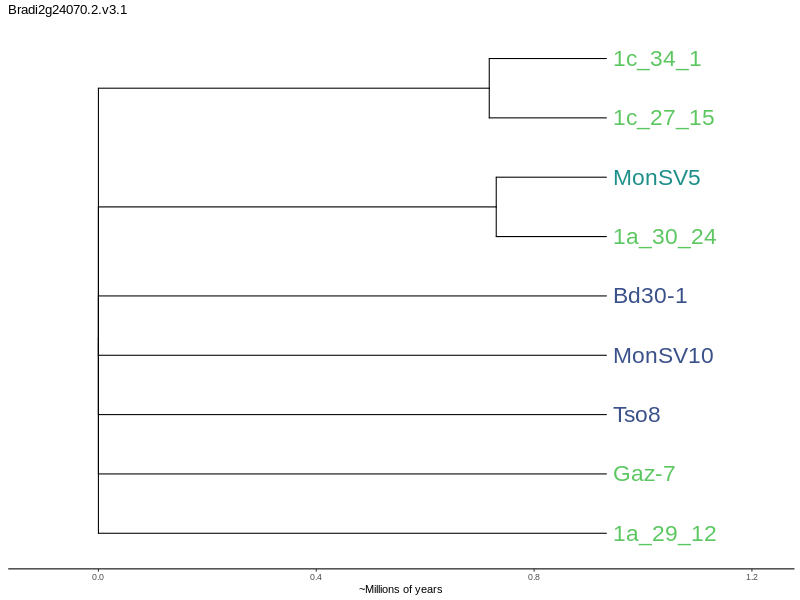 Bradi2g24070.2.v3.1
1c_34_1
1c_27_15
MonSV5
1a_30_24
Bd30-1
MonSV10
Tso8
Gaz-7
1a_29_12
0.0 0.4 0.8 1.2
~Millions of years